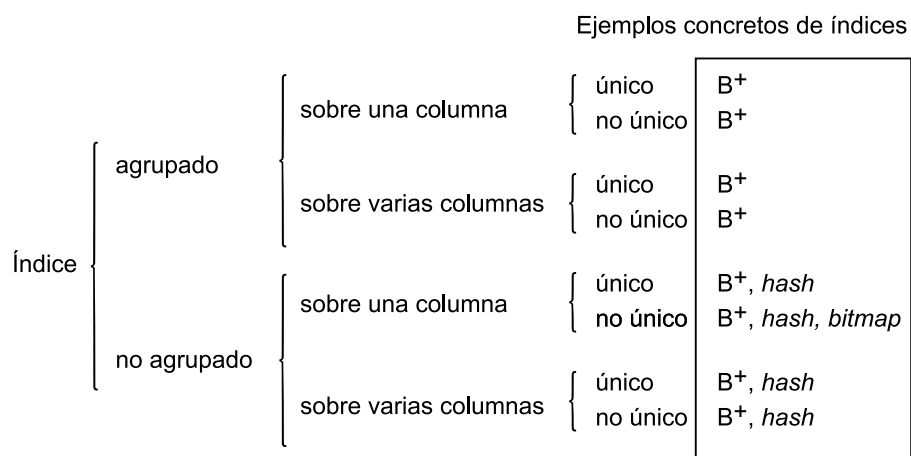 Ejemplos concretos de índices
único B+
sobre una columna
no único B+
agrupado
único B+
sobre varias columnas
no único B+
Índice
único B+, hash
sobre una columna
no único B+, hash, bitmap
no agrupado
único B+, hash
sobre varias columnas
no único B+, hash